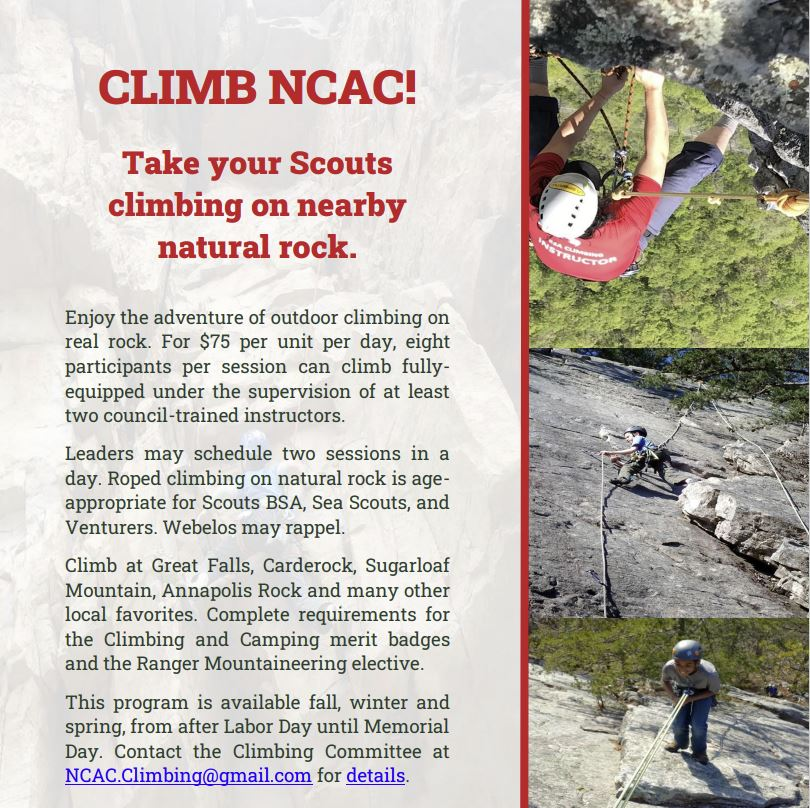 CLIMB NCAC!
Take your Scouts
climbing on nearby
natural rock.
Enjoy the adventure of outdoor climbing on
real rock. For $75 per unit per day, eight
participants per session can climb fully-
equipped under the supervision of at least
two council-trained instructors.
Leaders may schedule two sessions in a
day. Roped climbing on natural rock is age-
appropriate for Scouts BSA, Sea Scouts, and
Venturers. Webelos may rappel.
Climb at Great Falls, Carderock, Sugarloaf
Mountain, Annapolis Rock and many other
local favorites. Complete requirements for
the Climbing and Camping merit badges
and the Ranger Mountaineering elective.
This program is available fall, winter and
spring, from after Labor Day until Memorial
Day. Contact the Climbing Committee at
NCAC.Climbing@gmail.com for details.
CLIMBING
INSTRUCTOR